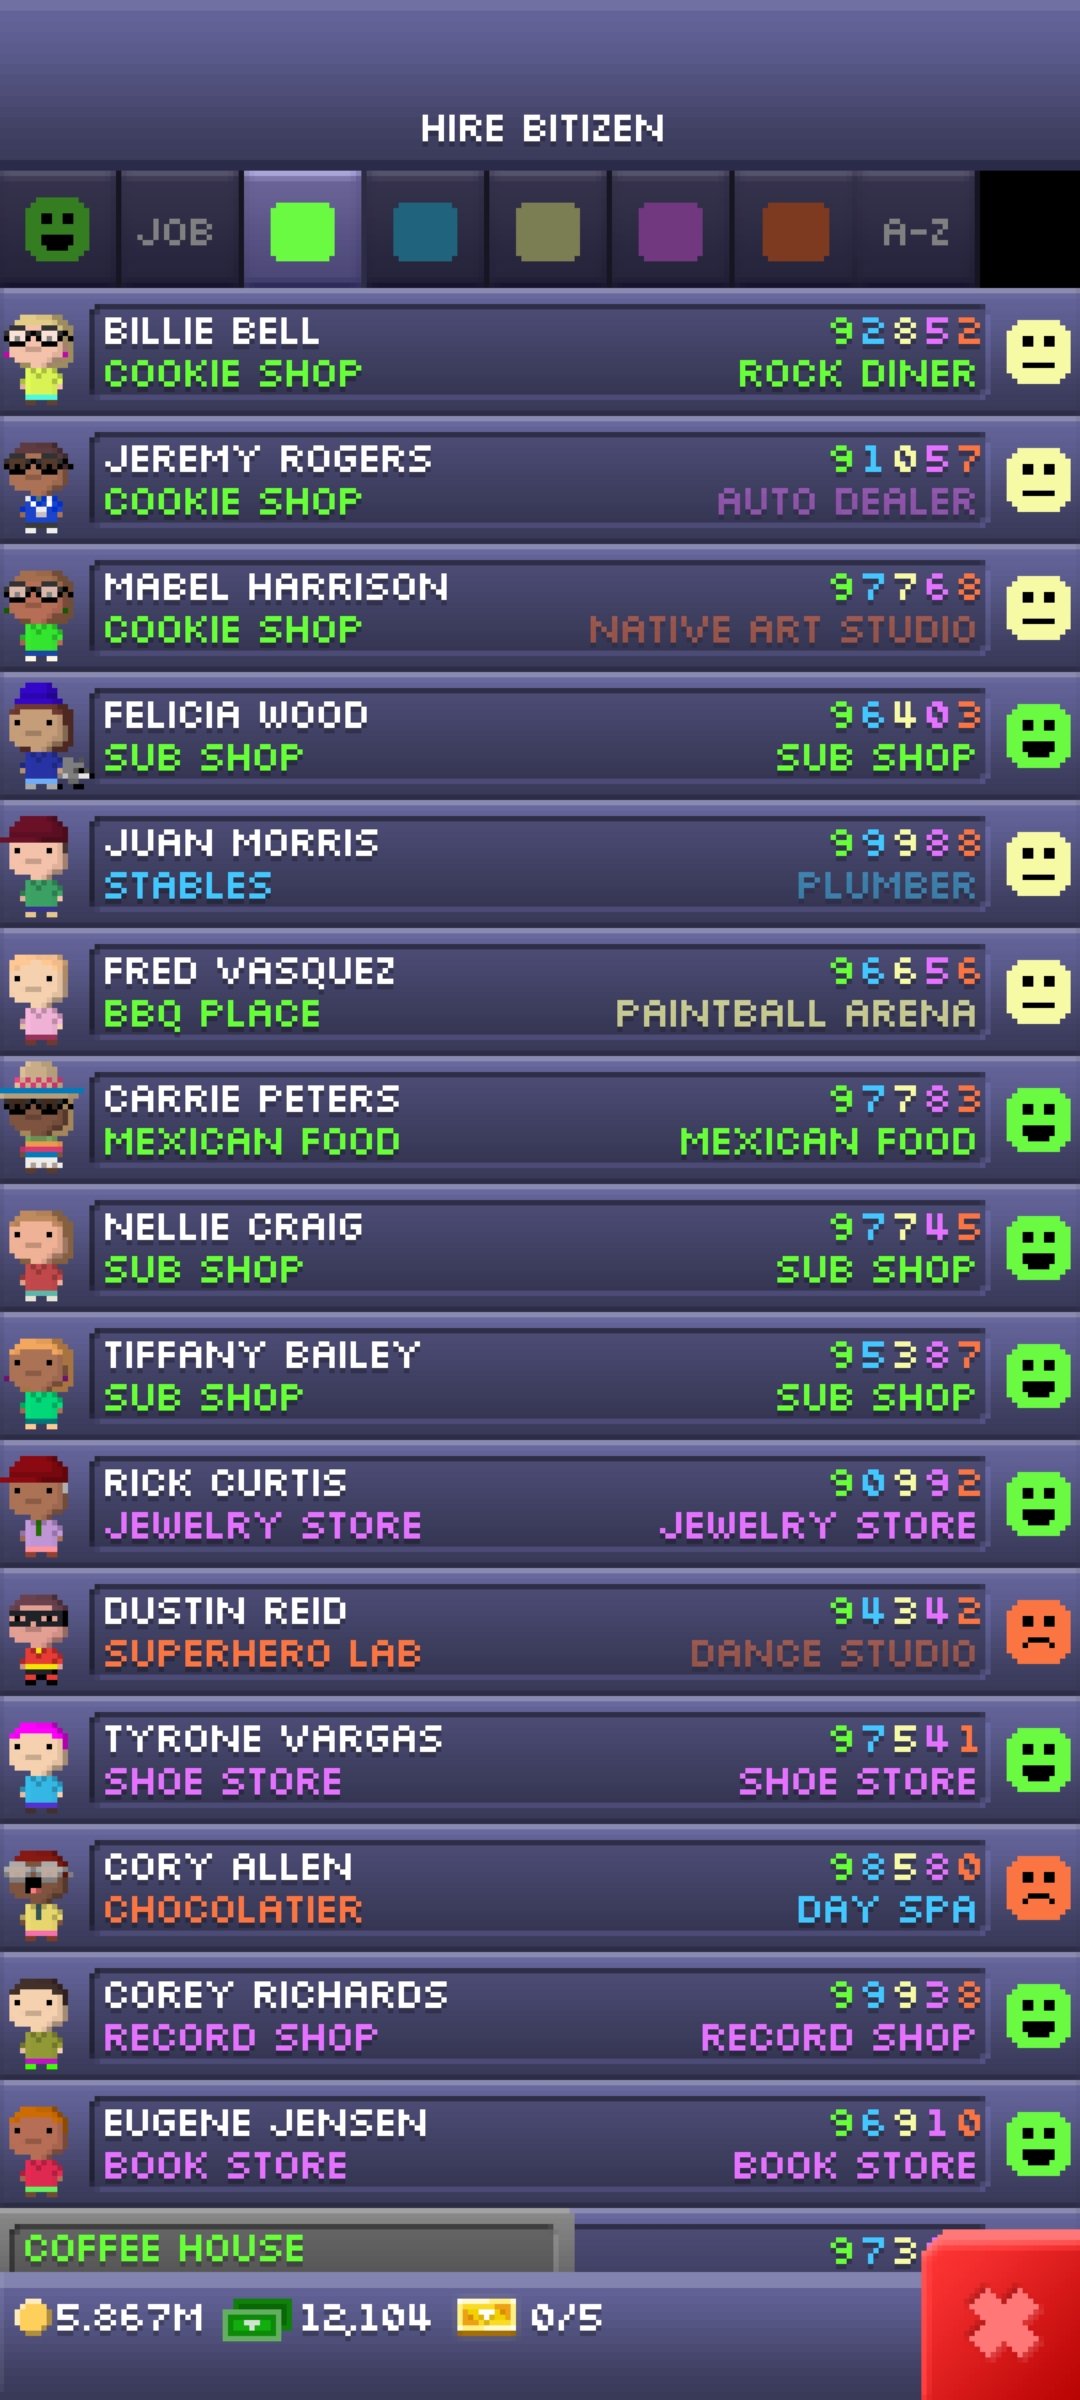 HIRE BITIZEN
JOB A-Z
BILLIE BELL 92852
COOKIE SHOP ROCK DINER
JEREMY ROGERS 91057
COOKIE SHOP AUTO DEALER
MABEL HARRISON 97768
COOKIE SHOP NATIVE ART STUDIO
FELICIA WOOD 96403
SUB SHOP SUB SHOP
JUAN MORRIS 99988
STABLES PLUMBER
FRED VASQUEZ 96656
BBQ PLACE PAINTBALL ARENA
CARRIE PETERS 97783
MEXICAN FOOD MEXICAN FOOD
NELLIE CRAIG 97745
SUB SHOP SUB SHOP
TIFFANY BAILEY 95387
SUB SHOP SUB SHOP
RICK CURTIS 90992
JEWELRY STORE JEWELRY STORE
DUSTIN REID 94342
SUPERHERO LAB DANCE STUDIO
TYRONE VARGAS 97541
SHOE STORE SHOE STORE
CORY ALLEN 98580
CHOCOLATIER DAY SPA
COREY RICHARDS 99938
RECORD SHOP RECORD SHOP
EUGENE JENSEN 96910
BOOK STORE BOOK STORE
COFFEE HOUSE 973
5.867M 12,104 0/5